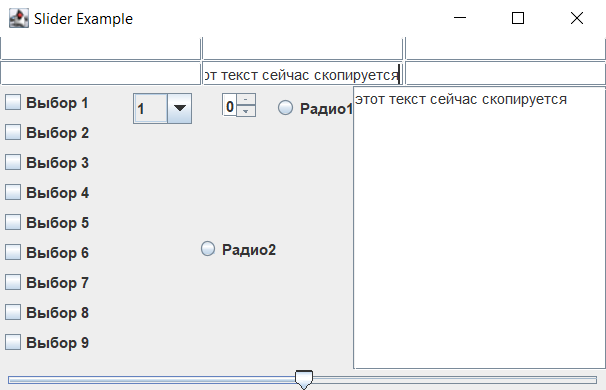 Slider Example
от текст сейчас скопируется
Выбор 1
1
0
Радио1
этот текст сейчас скопируется
Выбор 2
Выбор 3
Выбор 4
Выбор 5
Выбор 6
Радио2
Выбор 7
Выбор 8
Выбор 9